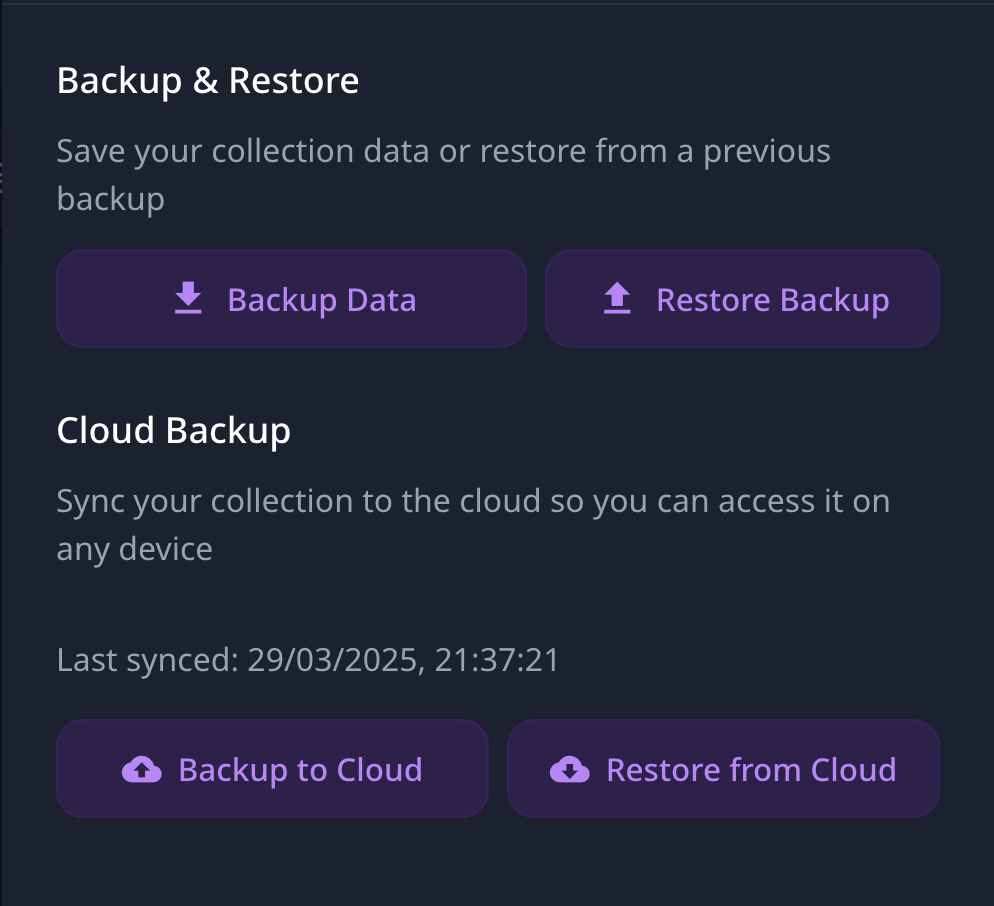 Backup & Restore
Save your collection data or restore from a previous
backup
Backup Data
Restore Backup
Cloud Backup
Sync your collection to the cloud so you can access it on
any device
Last synced: 29/03/2025, 21:37:21
Backup to Cloud
Restore from Cloud